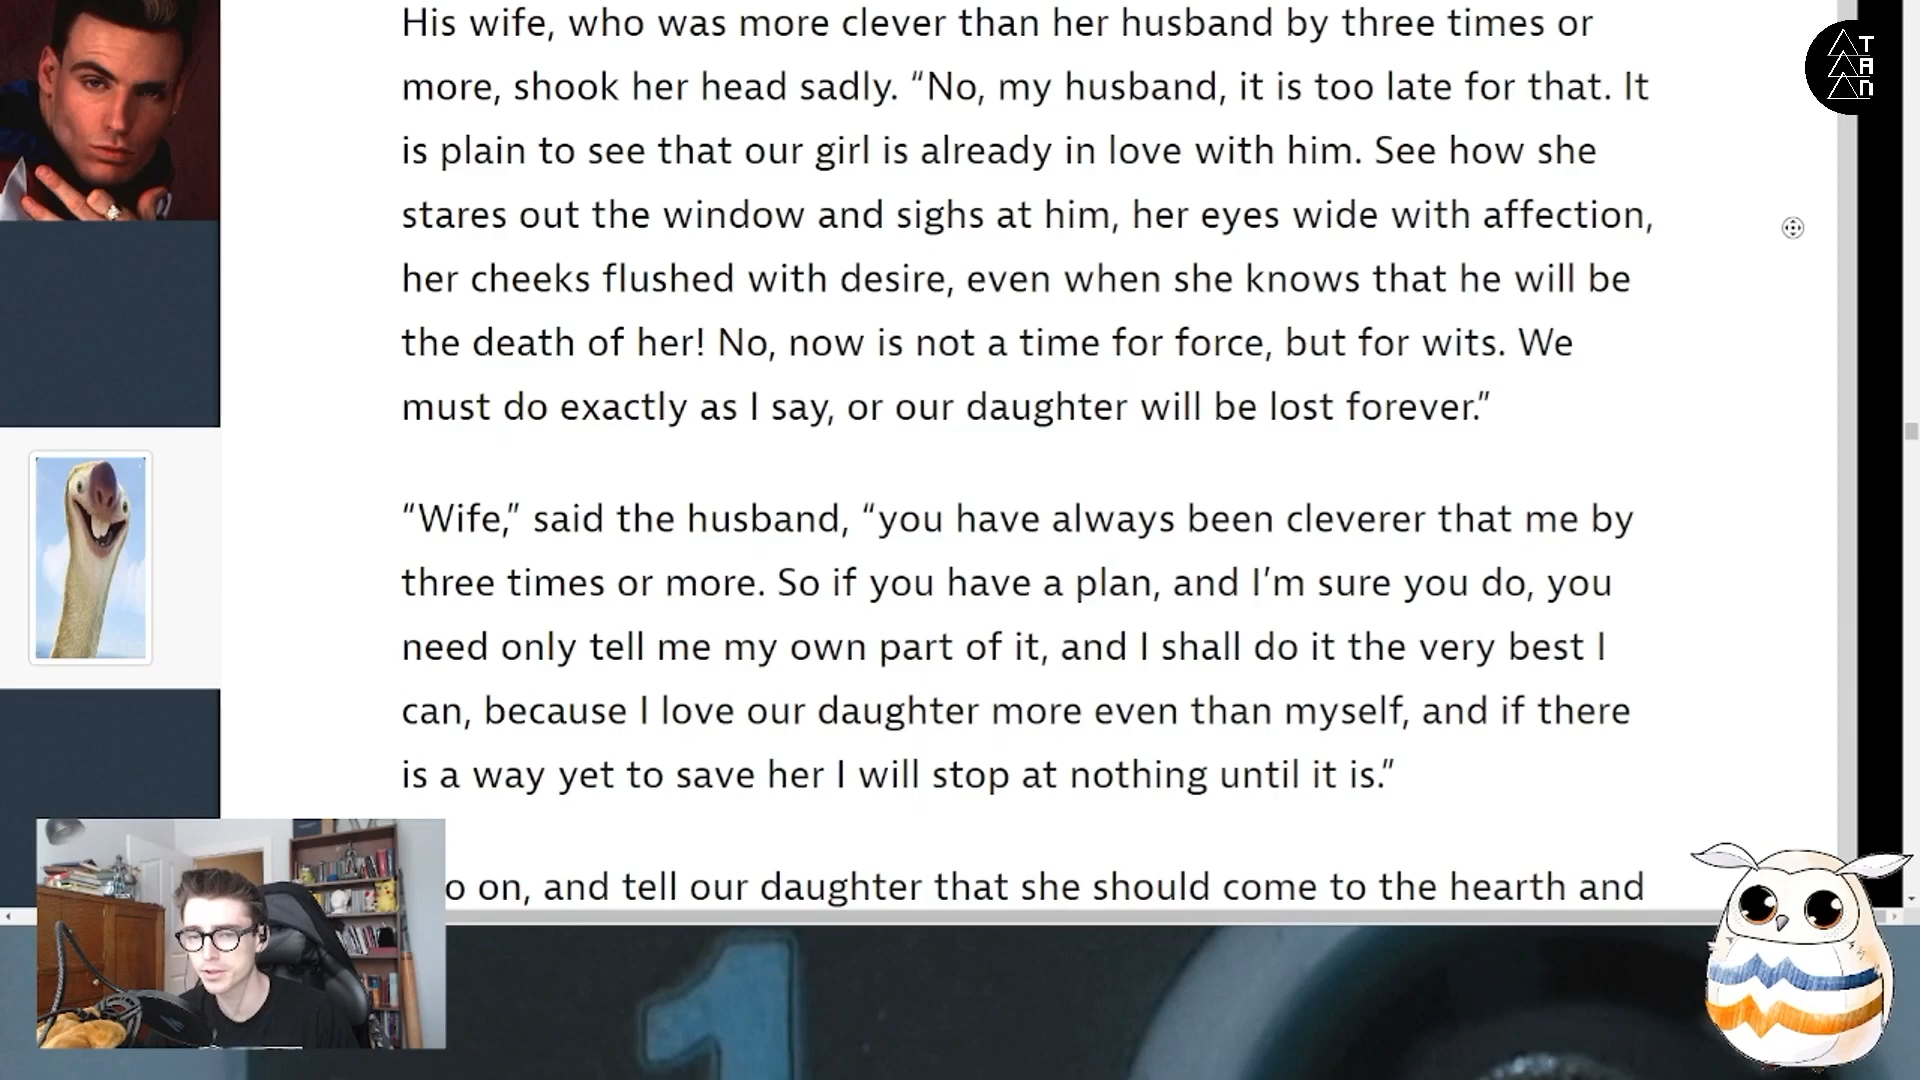 TAN
His wife, who was more clever than her husband by three times or
more, shook her head sadly. “No, my husband, it is too late for that. It
is plain to see that our girl is already in love with him. See how she
stares out the window and sighs at him, her eyes wide with affection,
her cheeks flushed with desire, even when she knows that he will be
the death of her! No, now is not a time for force, but for wits. We
must do exactly as I say, or our daughter will be lost forever.”
“Wife,” said the husband, “you have always been cleverer that me by
three times or more. So if you have a plan, and I’m sure you do, you
need only tell me my own part of it, and I shall do it the very best I
can, because I love our daughter more even than myself, and if there
is a way yet to save her I will stop at nothing until it is.”
o on, and tell our daughter that she should come to the hearth and
1